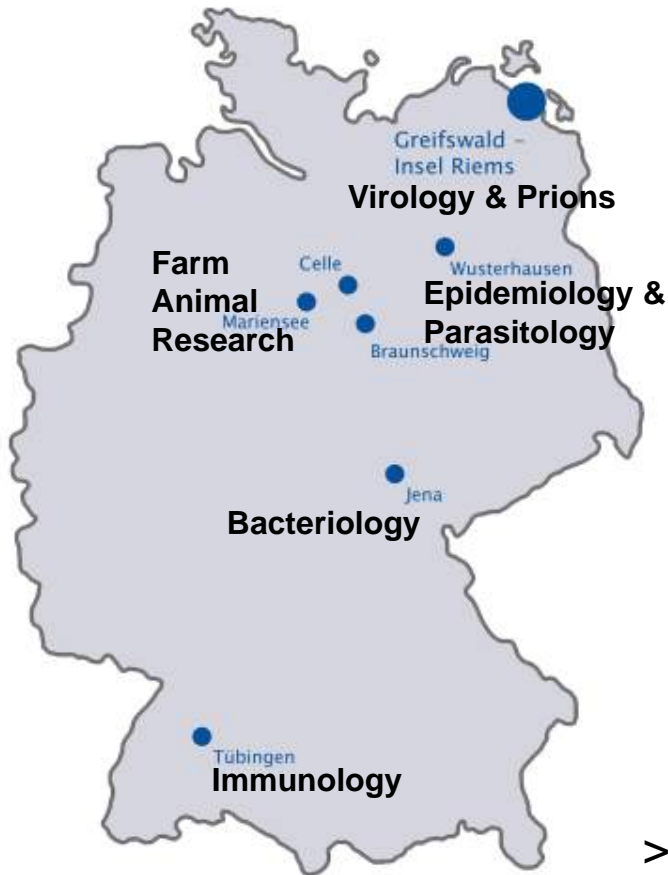 Greifswald –
Insel Riems
Virology & Prions
Wusterhausen
Epidemiology &
Parasitology
Farm
Animal
Research
Celle
Mariensee
Braunschweig
Jena
Bacteriology
Tübingen
Immunology
>